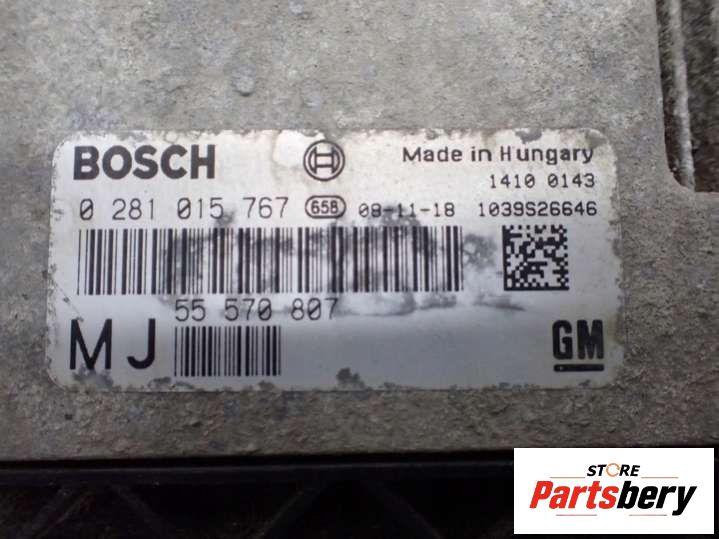 BOSCH
Made in Hungary
1410 0143
0 281 015 767 65B 08-11-18 1039S26646
55 570 807
MJ
GM
STORE
Partsbery